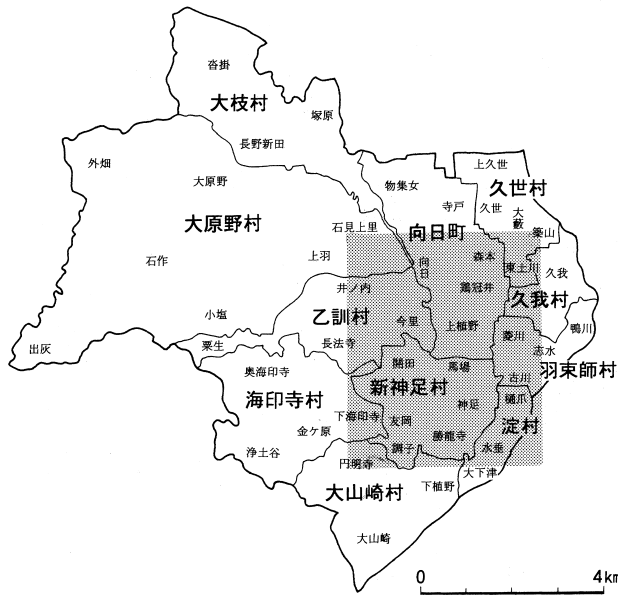 沓掛
大枝村
塚原
長野新田
外畑
大原野
物集女
上久世
久世村
寺戸
久世
大藪
大原野村
石見上里
向日町
築山
石作
上羽
向日
森本
東土川
久我
井ノ内
鶏冠井
久我村
小塩
乙訓村
今里
上植野
菱川
鴨川
出灰
粟生
長法寺
志水
奥海印寺
開田
馬場
羽束師村
古川
海印寺村
新神足村
神足
樋爪
下海印寺
友岡
淀村
金ケ原
勝龍寺
浄土谷
調子
水垂
円明寺
大下津
大山崎村
下植野
大山崎
0 4km